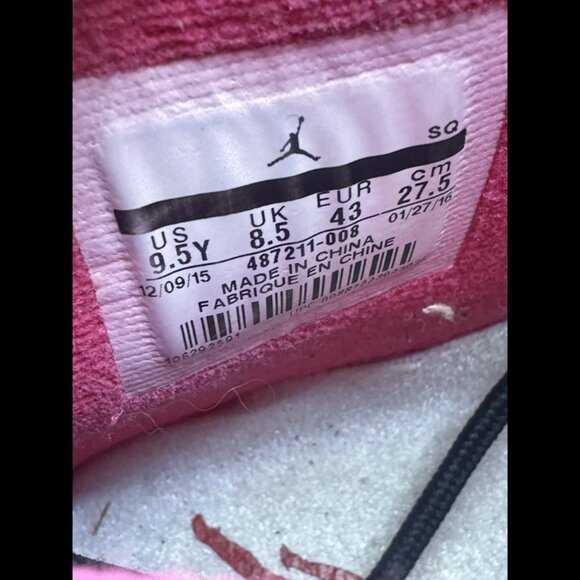 SQ
US UK EUR cm
9.5Y 8.5 43 27.5
12/09/15 487211-008 01/27/16
MADE IN CHINA
FABRIQUE EN CHINE